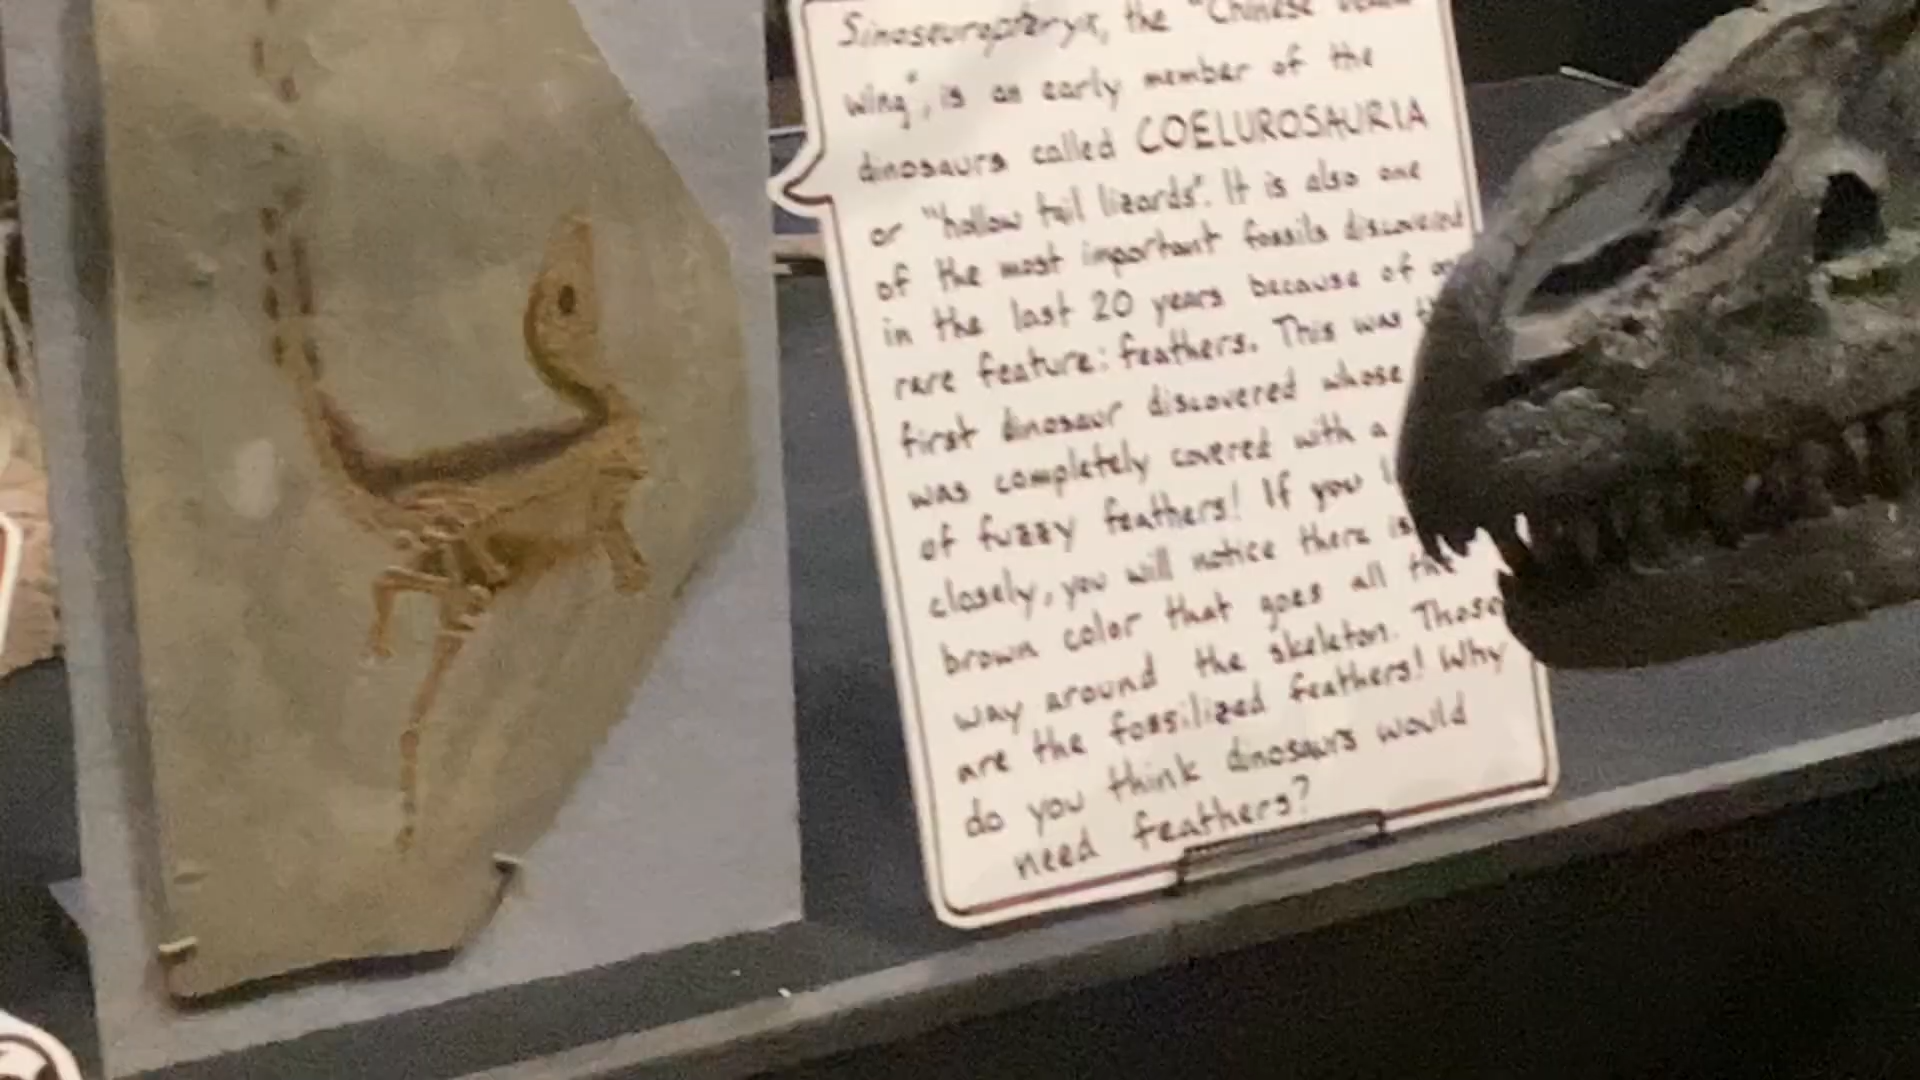 Sinosauropteryx, the "Chinese
wing", is an early member of the
dinosaurs called COELUROSAURIA
or "hollow tail lizards". It is also one
of the most important fossils discovered
in the last 20 years because of
rare feature: feathers. This was
first dinosaur discovered whose
was completely covered with a
of fuzzy feathers! If you
closely, you will notice there is
brown color that goes all the
way around the skeleton. Those
are the fossilized feathers! Why
do you think dinosaurs would
need feathers?